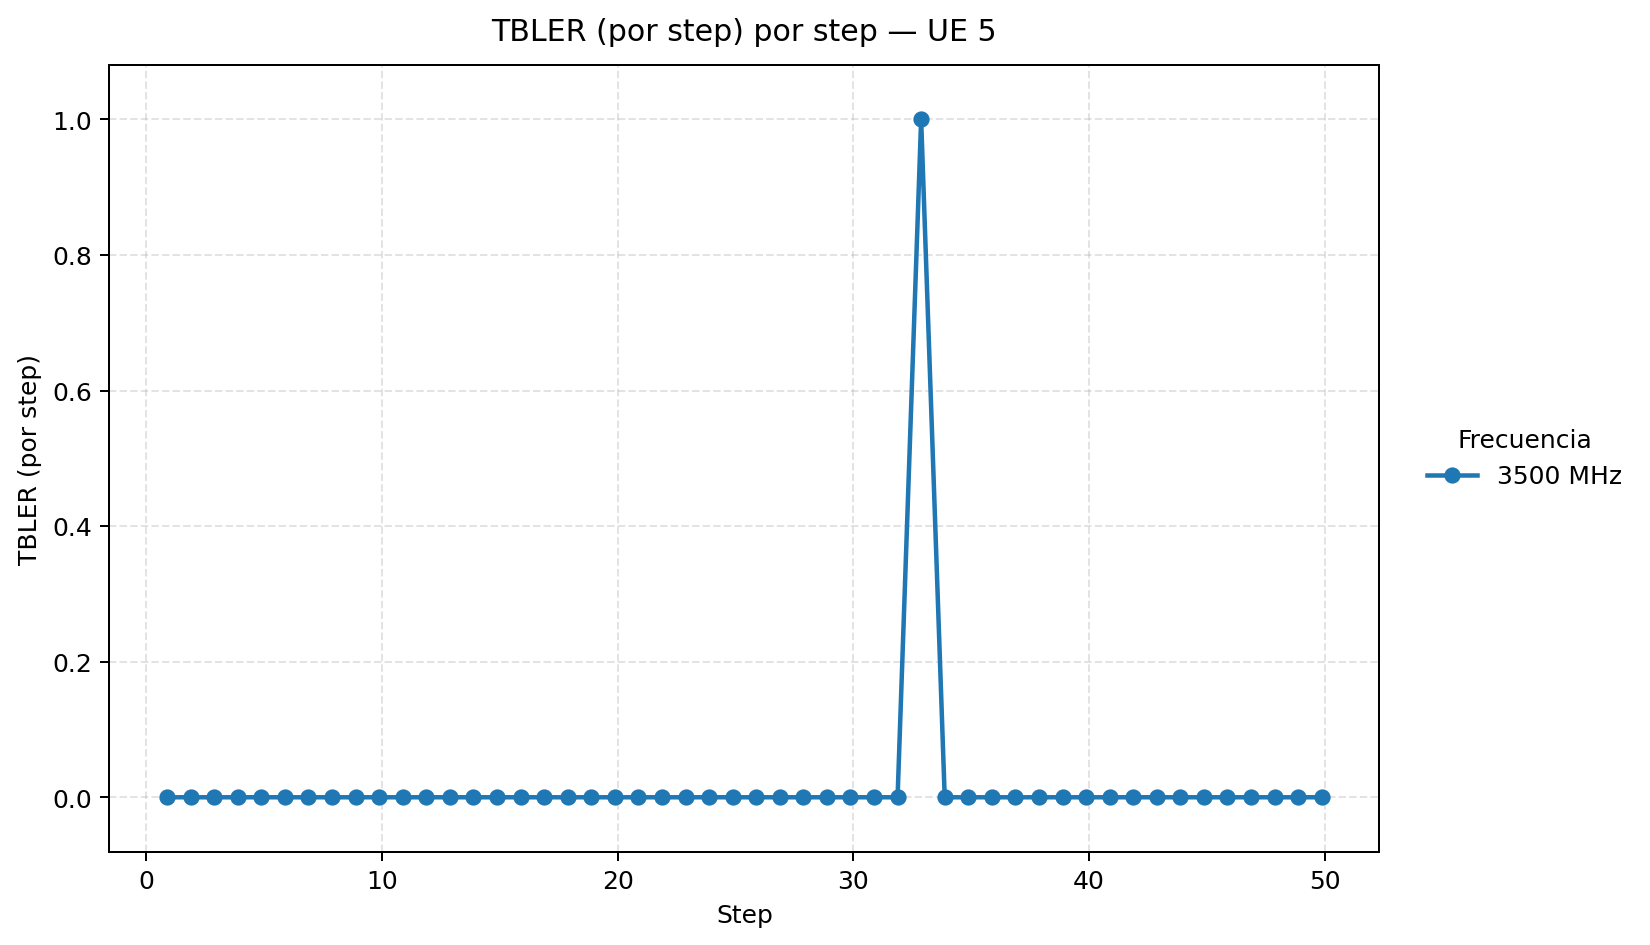 TBLER (por step) por step — UE 5
TBLER (por step)
1.0
0.8
0.6
0.4
0.2
0.0
0
10
20
30
40
50
Step
Frecuencia
3500 MHz